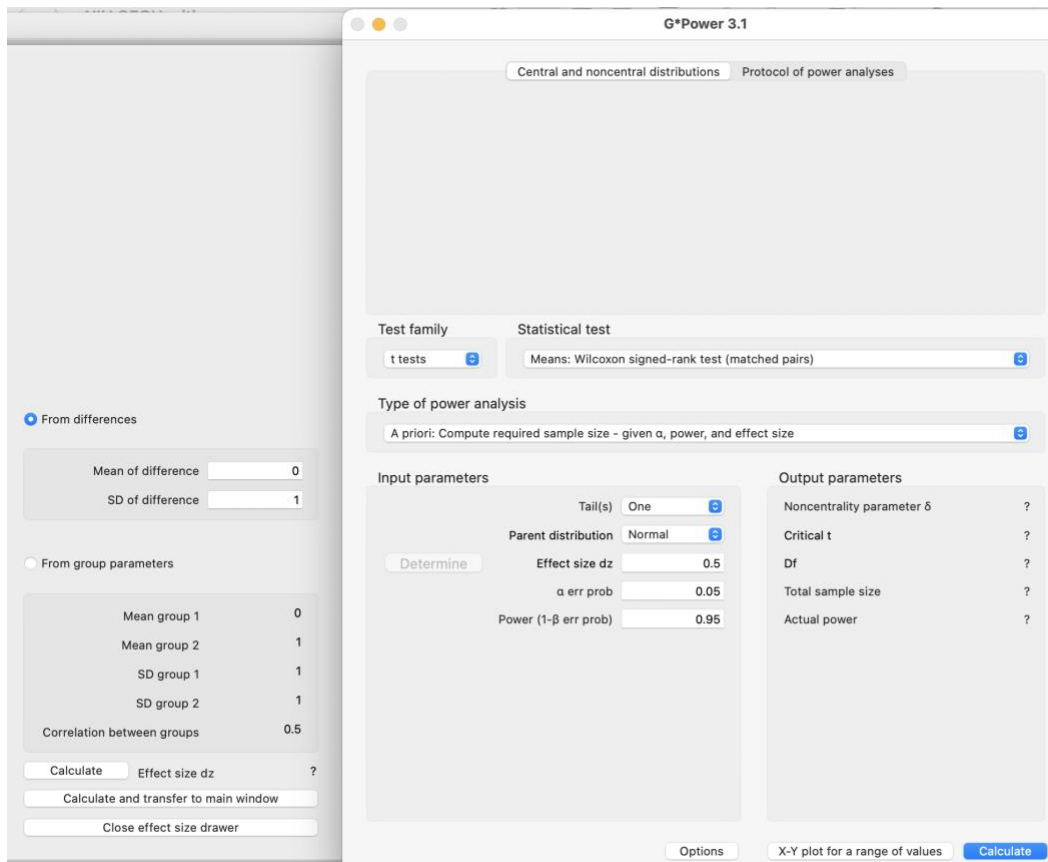 G*Power 3.1
Central and noncentral distributions Protocol of power analyses
Test family Statistical test
t tests Means: Wilcoxon signed-rank test (matched pairs)
Type of power analysis
A priori: Compute required sample size - given α, power, and effect size
Input parameters Output parameters
Tail(s) One Noncentrality parameter δ ?
Parent distribution Normal Critical t ?
Determine Effect size dz 0.5 Df ?
α err prob 0.05 Total sample size ?
Power (1-β err prob) 0.95 Actual power ?
Options X-Y plot for a range of values Calculate
From differences
Mean of difference 0
SD of difference 1
From group parameters
Mean group 1 0
Mean group 2 1
SD group 1 1
SD group 2 1
Correlation between groups 0.5
Calculate Effect size dz ?
Calculate and transfer to main window
Close effect size drawer